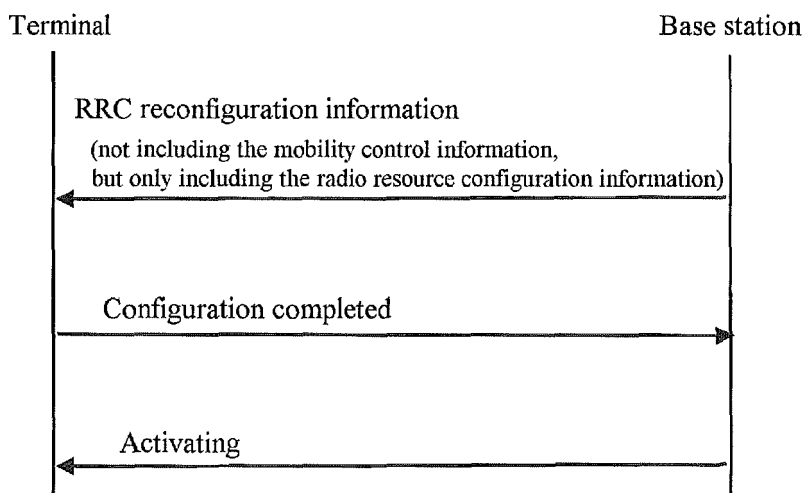 Terminal
Base station
RRC reconfiguration information
(not including the mobility control information,
but only including the radio resource configuration information)
Configuration completed
Activating